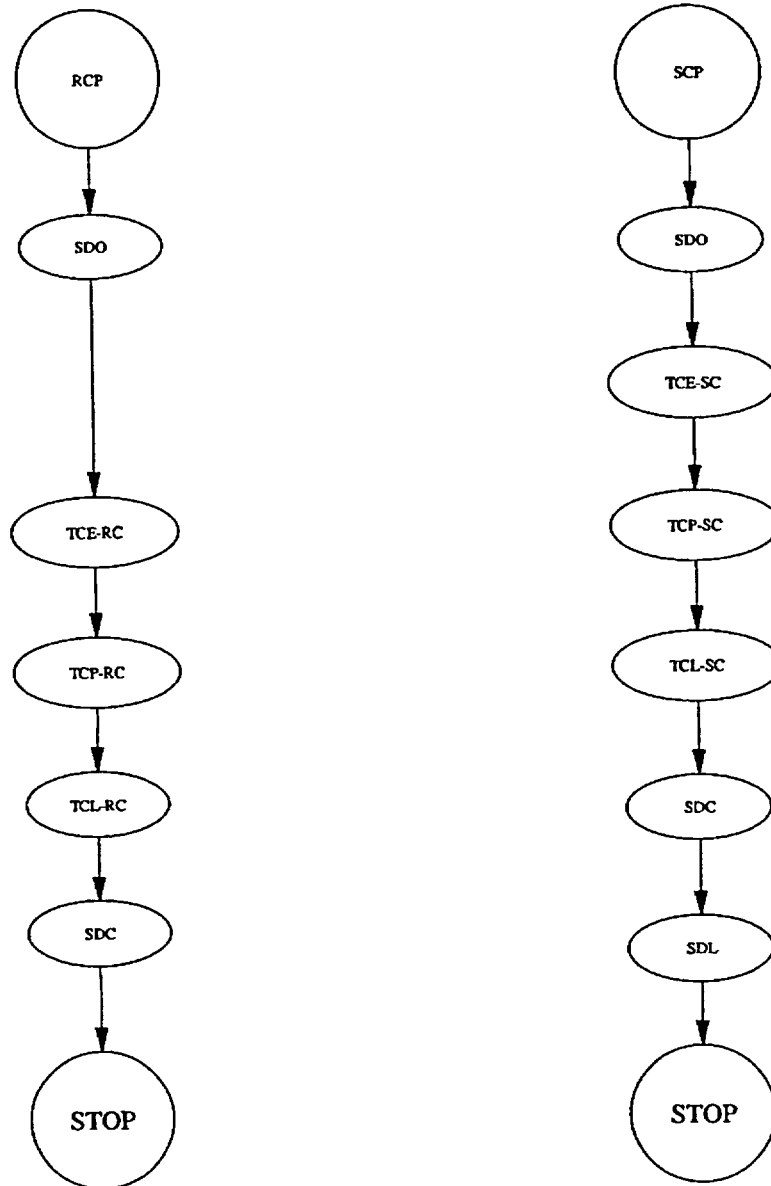 RCP
SDO
TCE-RC
TCP-RC
TCL-RC
SDC
STOP
SCP
SDO
TCE-SC
TCP-SC
TCL-SC
SDC
SDL
STOP